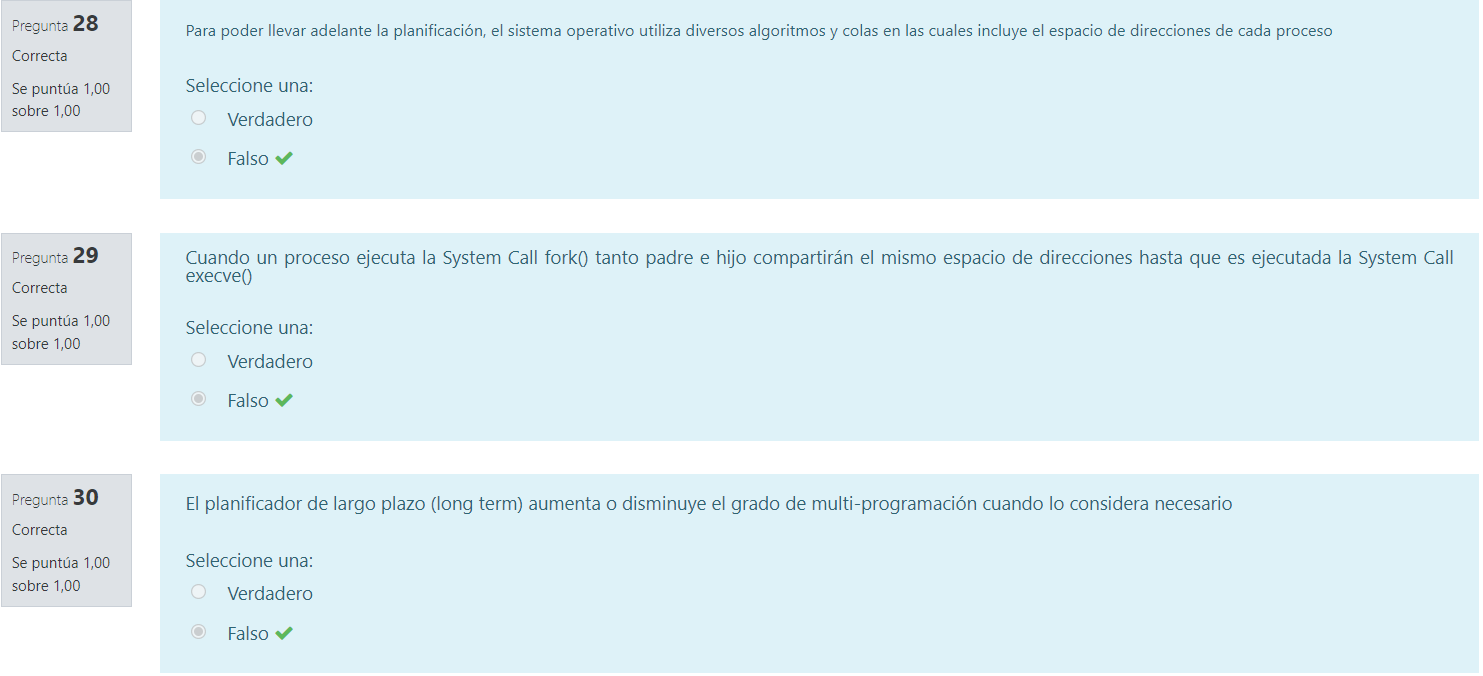 Pregunta 28
Correcta
Se puntúa 1,00
sobre 1,00
Para poder llevar adelante la planificación, el sistema operativo utiliza diversos algoritmos y colas en las cuales incluye el espacio de direcciones de cada proceso
Seleccione una:
Verdadero
Falso
Pregunta 29
Correcta
Se puntúa 1,00
sobre 1,00
Cuando un proceso ejecuta la System Call fork() tanto padre e hijo compartirán el mismo espacio de direcciones hasta que es ejecutada la System Call
execve()
Seleccione una:
Verdadero
Falso
Pregunta 30
Correcta
Se puntúa 1,00
sobre 1,00
El planificador de largo plazo (long term) aumenta o disminuye el grado de multi-programación cuando lo considera necesario
Seleccione una:
Verdadero
Falso